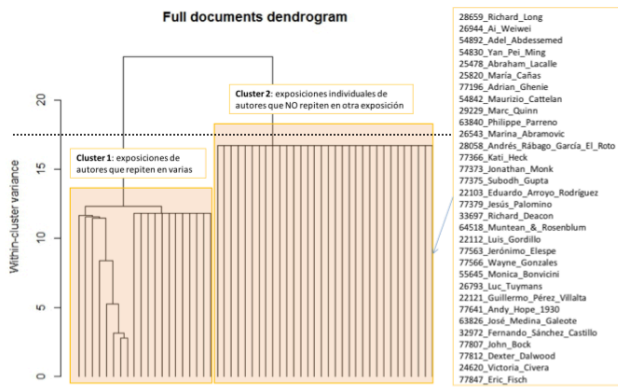 Full documents dendrogram
Within-cluster variance
20
15
10
5
0
Cluster 1: exposiciones de
autores que repiten en varias
Cluster 2: exposiciones individuales de
autores que NO repiten en otra exposición
28659_Richard_Long
26944_Ai_Weiwei
54892_Adel_Abdessemed
54830_Yan_Pei_Ming
25478_Abraham_Lacalle
25820_María_Cañas
77196_Adrian_Ghenie
54842_Maurizio_Cattelan
29229_Marc_Quinn
63840_Philippe_Parreno
26543_Marina_Abramovic
28058_Andrés_Rábago_García_El_Roto
77366_Kati_Heck
77373_Jonathan_Monk
77375_Subodh_Gupta
22103_Eduardo_Arroyo_Rodríguez
77379_Jesús_Palomino
33697_Richard_Deacon
64518_Muntean_&_Rosenblum
22112_Luis_Gordillo
77563_Jerónimo_Elespe
77566_Wayne_Gonzales
55645_Monica_Bonvicini
26793_Luc_Tuymans
22121_Guillermo_Pérez_Villalta
77641_Andy_Hope_1930
63826_José_Medina_Galeote
32972_Fernando_Sánchez_Castillo
77807_John_Bock
77812_Dexter_Dalwood
24620_Victoria_Civera
77847_Eric_Fisch